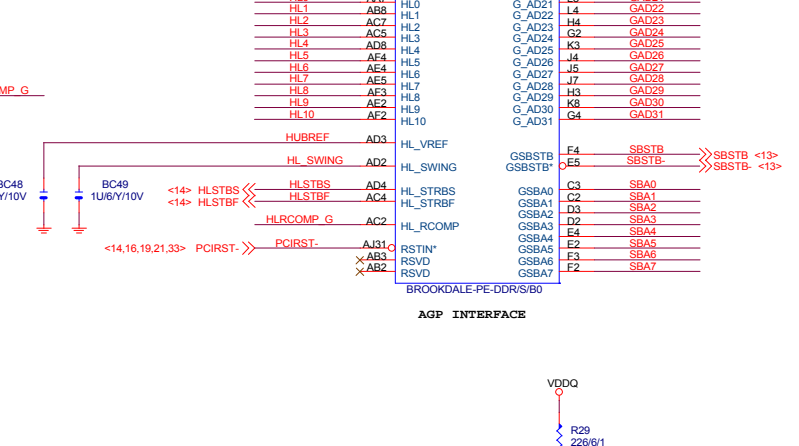 HL0 G_AD21
HL1 AB8 HL1 G_AD22 L4 GAD22
HL2 AC7 HL2 G_AD23 H4 GAD23
HL3 AC5 HL3 G_AD24 G2 GAD24
HL4 AD8 HL4 G_AD25 K3 GAD25
HL5 AF4 HL5 G_AD26 J4 GAD26
HL6 AE4 HL6 G_AD27 J5 GAD27
HL7 AE5 HL7 G_AD28 J7 GAD28
MP_G HL8 AF3 HL8 G_AD29 H3 GAD29
HL9 AE2 HL9 G_AD30 K8 GAD30
HL10 AF2 HL10 G_AD31 G4 GAD31
HUBREF AD3 HL_VREF
GSBSTB F4 SBSTB SBSTB <13>
HL_SWING AD2 HL_SWING GSBSTB* E5 SBSTB- SBSTB- <13>
BC48 BC49
Y/10V 1U/6/Y/10V
<14> HLSTBS HLSTBS AD4 HL_STRBS GSBA0 C3 SBA0
<14> HLSTBF HLSTBF AC4 HL_STRBF GSBA1 C2 SBA1
GSBA2 D3 SBA2
HLRCOMP_G AC2 HL_RCOMP GSBA3 D2 SBA3
GSBA4 E4 SBA4
<14,16,19,21,33> PCIRST- PCIRST- AJ31 RSTIN* GSBA5 E2 SBA5
AB3 RSVD GSBA6 F3 SBA6
AB2 RSVD GSBA7 F2 SBA7
BROOKDALE-PE-DDR/S/B0
AGP INTERFACE
VDDQ
R29
226/6/1